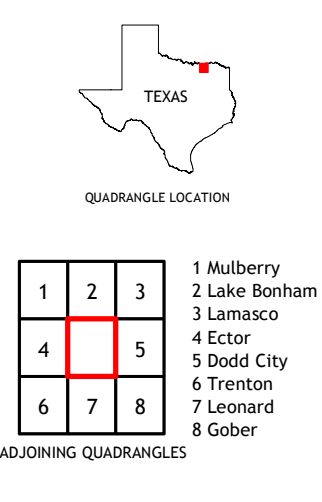 TEXAS
QUADRANGLE LOCATION
1 2 3
4 5
6 7 8
1 Mulberry
2 Lake Bonham
3 Lamasco
4 Ector
5 Dodd City
6 Trenton
7 Leonard
8 Gober
ADJOINING QUADRANGLES